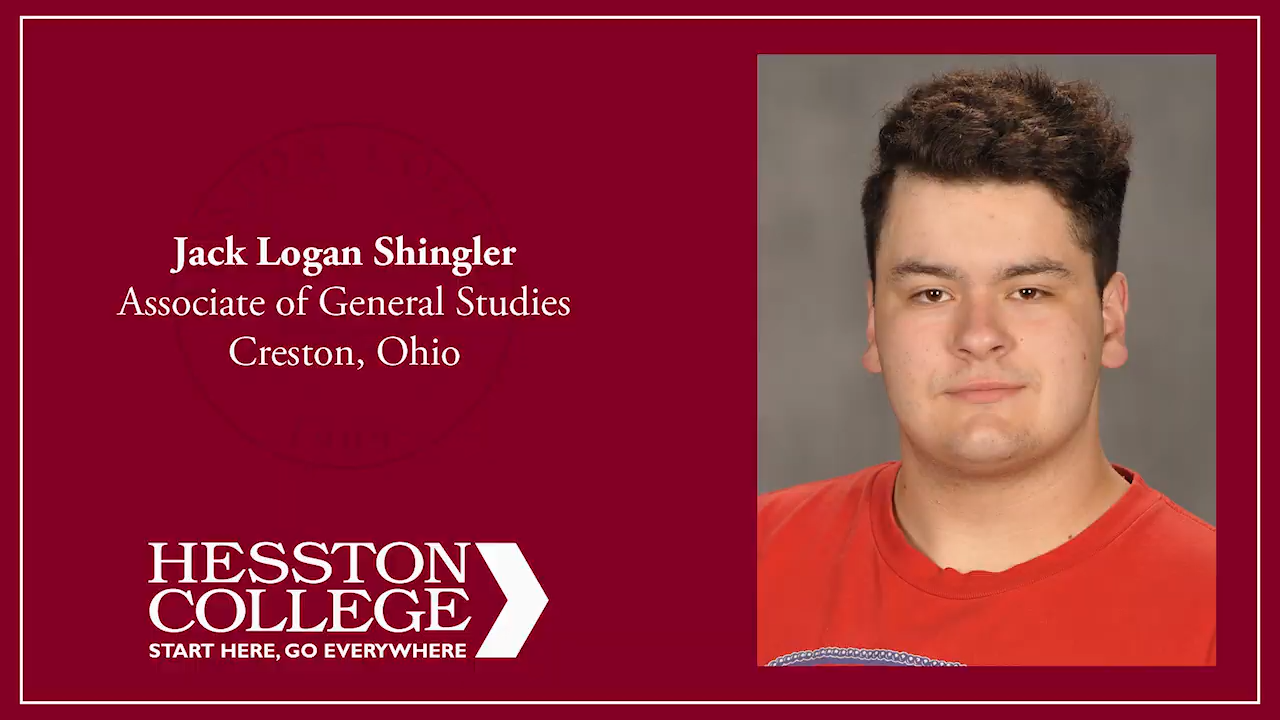 Jack Logan Shingler
Associate of General Studies
Creston, Ohio
HESSTON
COLLEGE
START HERE, GO EVERYWHERE